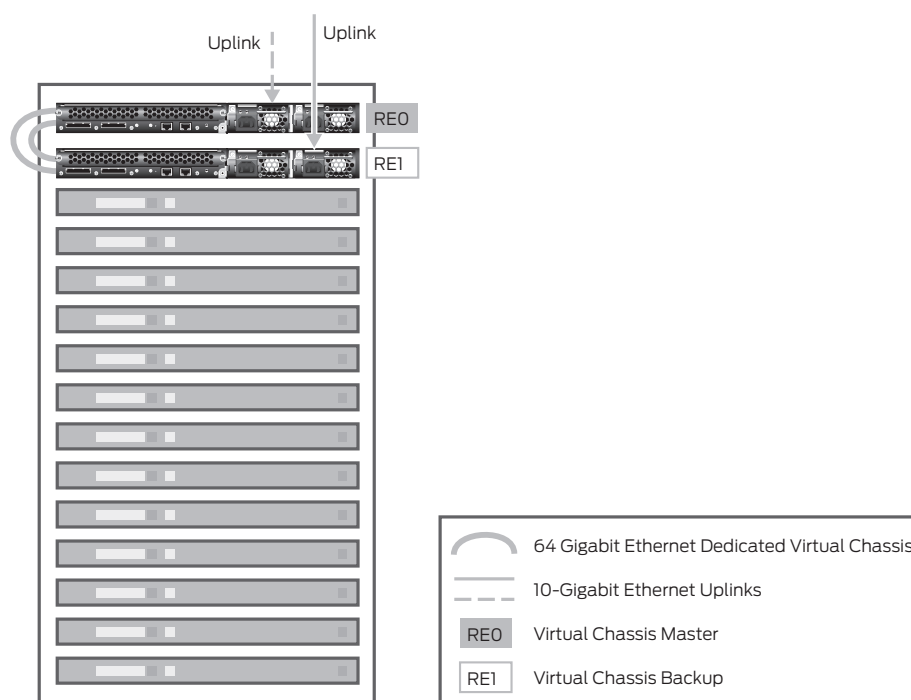 Uplink
Uplink
RE0
RE1
64 Gigabit Ethernet Dedicated Virtual Chassis
10-Gigabit Ethernet Uplinks
RE0 Virtual Chassis Master
RE1 Virtual Chassis Backup